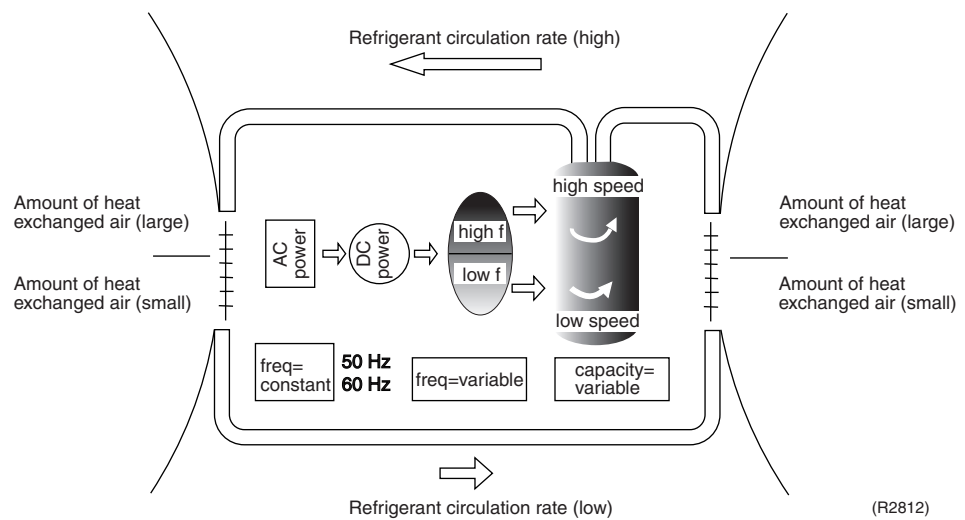 Refrigerant circulation rate (high)
Amount of heat
exchanged air (large)
Amount of heat
exchanged air (small)
AC
power
DC
power
high f
low f
high speed
low speed
Amount of heat
exchanged air (large)
Amount of heat
exchanged air (small)
freq=
constant
50 Hz
60 Hz
freq=variable
capacity=
variable
Refrigerant circulation rate (low)
(R2812)